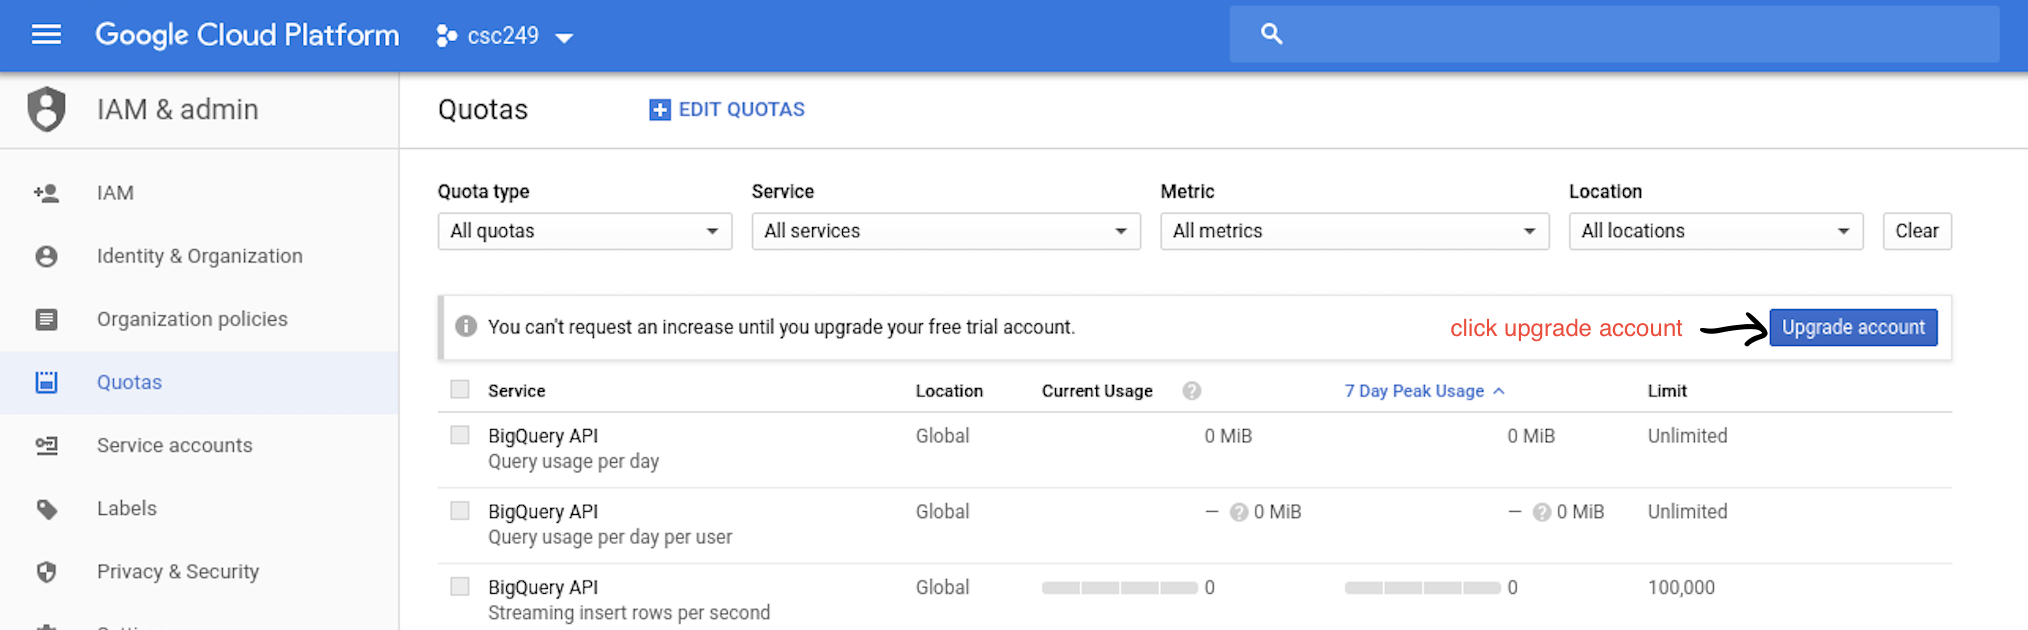 Google Cloud Platform csc249
IAM & admin
Quotas EDIT QUOTAS
IAM
Identity & Organization
Organization policies
Quotas
Service accounts
Labels
Privacy & Security
Quota type Service Metric Location
All quotas All services All metrics All locations Clear
You can't request an increase until you upgrade your free trial account. click upgrade account Upgrade account
Service Location Current Usage ? 7 Day Peak Usage Limit
BigQuery API Global 0 MiB 0 MiB Unlimited
Query usage per day
BigQuery API Global — ? 0 MiB — ? 0 MiB Unlimited
Query usage per day per user
BigQuery API Global 0 0 100,000
Streaming insert rows per second